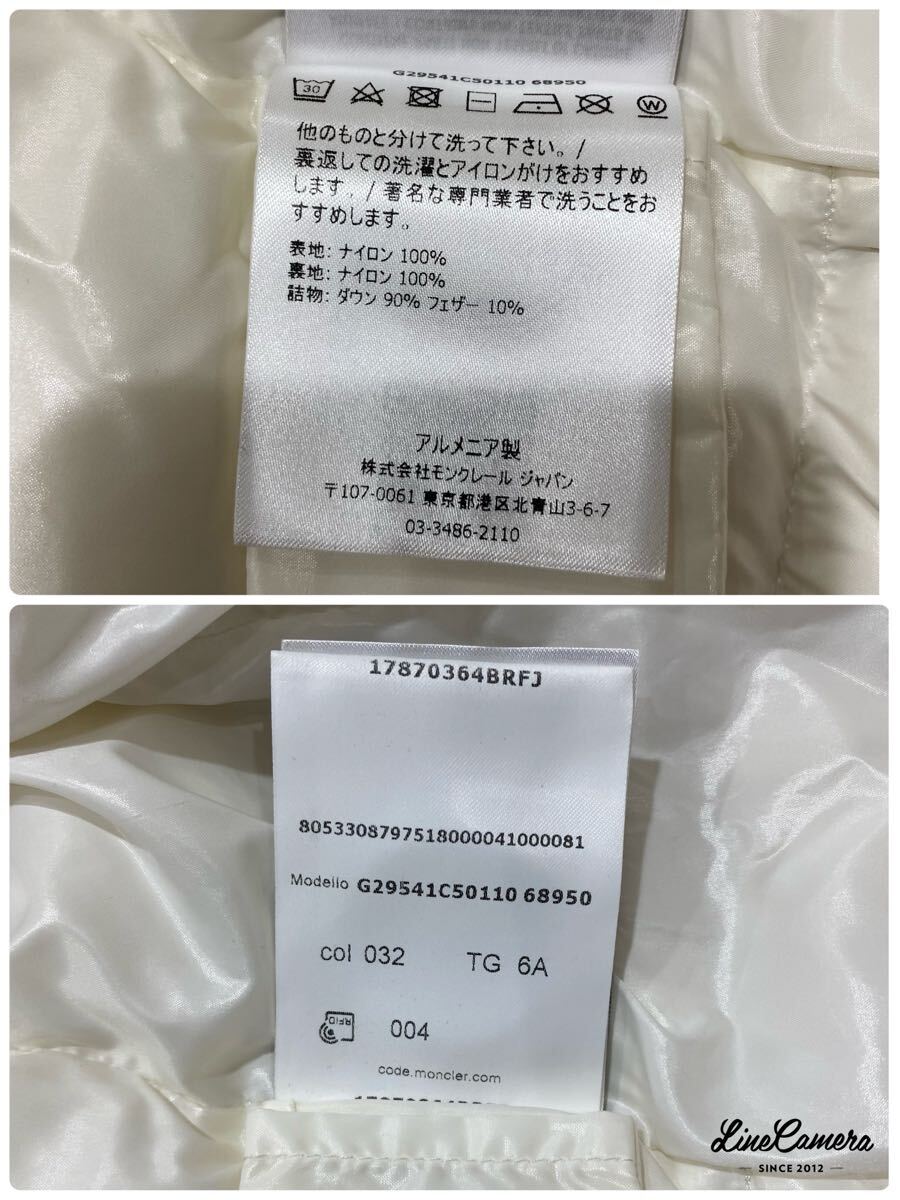 G29541C50110 68950
30
W
他のものと分けて洗って下さい。/
裏返しての洗濯とアイロンがけをおすすめ
します。/ 著名な専門業者で洗うことをお
すすめします。
表地: ナイロン 100%
裏地: ナイロン 100%
詰物: ダウン 90% フェザー 10%
アルメニア製
株式会社モンクレール ジャパン
〒107-0061 東京都港区北青山3-6-7
03-3486-2110
17870364BRFJ
8053308797518000041000081
Modello G29541C50110 68950
col 032 TG 6A
RFID 004
code.moncler.com
LineCamera
SINCE 2012